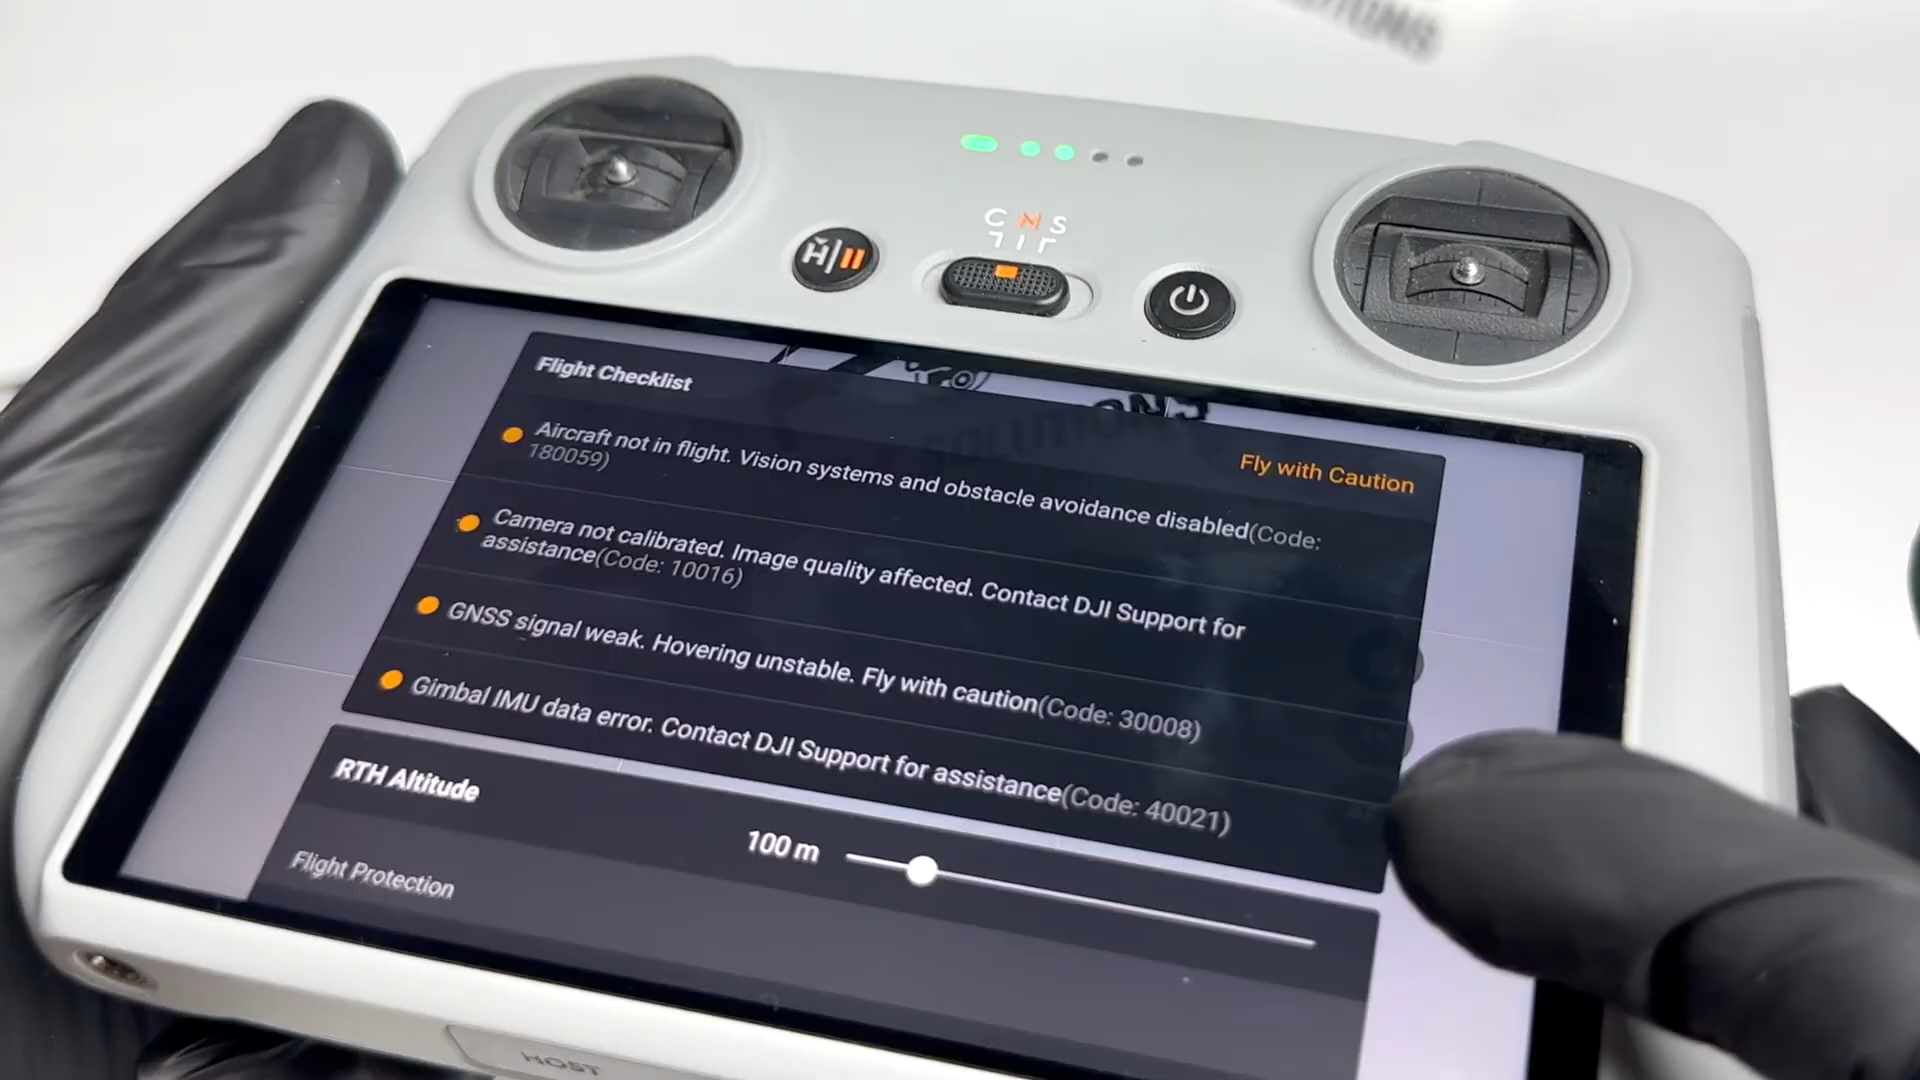 C N S
Flight Checklist
Fly with Caution
Aircraft not in flight. Vision systems and obstacle avoidance disabled(Code:
180059)
Camera not calibrated. Image quality affected. Contact DJI Support for
assistance(Code: 10016)
GNSS signal weak. Hovering unstable. Fly with caution(Code: 30008)
Gimbal IMU data error. Contact DJI Support for assistance(Code: 40021)
RTH Altitude
100 m
Flight Protection
HOST